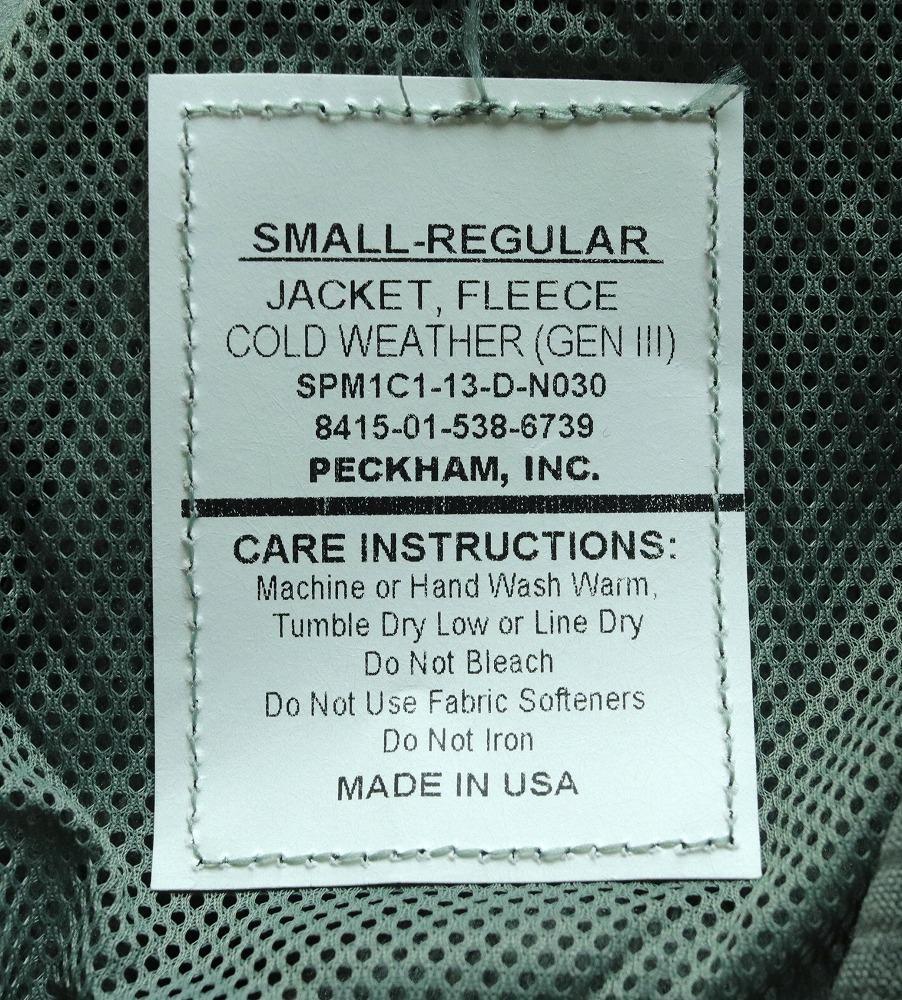 SMALL-REGULAR
JACKET, FLEECE
COLD WEATHER (GEN III)
SPM1C1-13-D-N030
8415-01-538-6739
PECKHAM, INC.
CARE INSTRUCTIONS:
Machine or Hand Wash Warm,
Tumble Dry Low or Line Dry
Do Not Bleach
Do Not Use Fabric Softeners
Do Not Iron
MADE IN USA